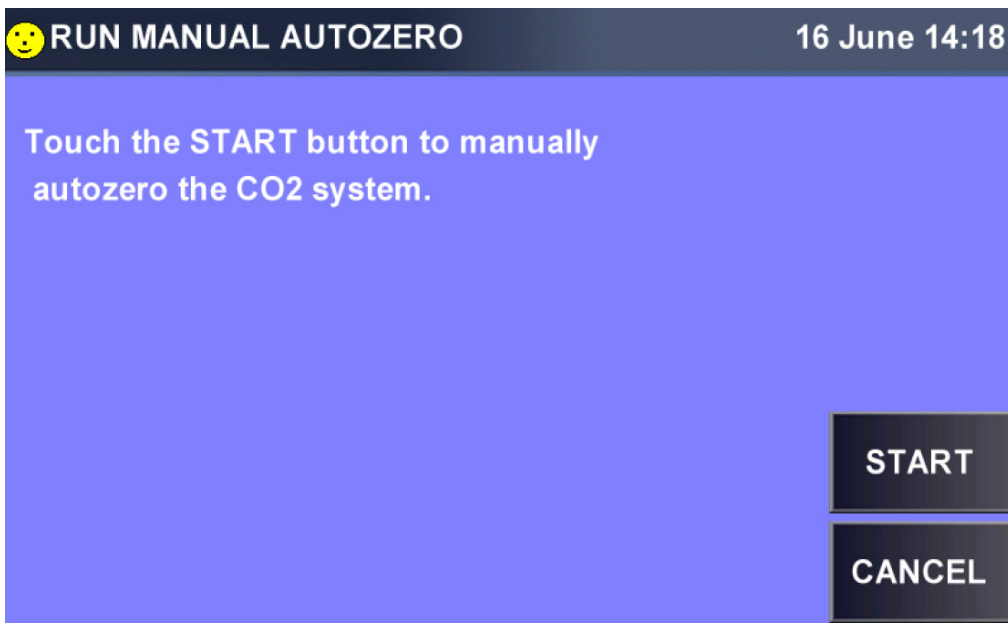 RUN MANUAL AUTOZERO
16 June 14:18
Touch the START button to manually
autozero the CO2 system.
START
CANCEL